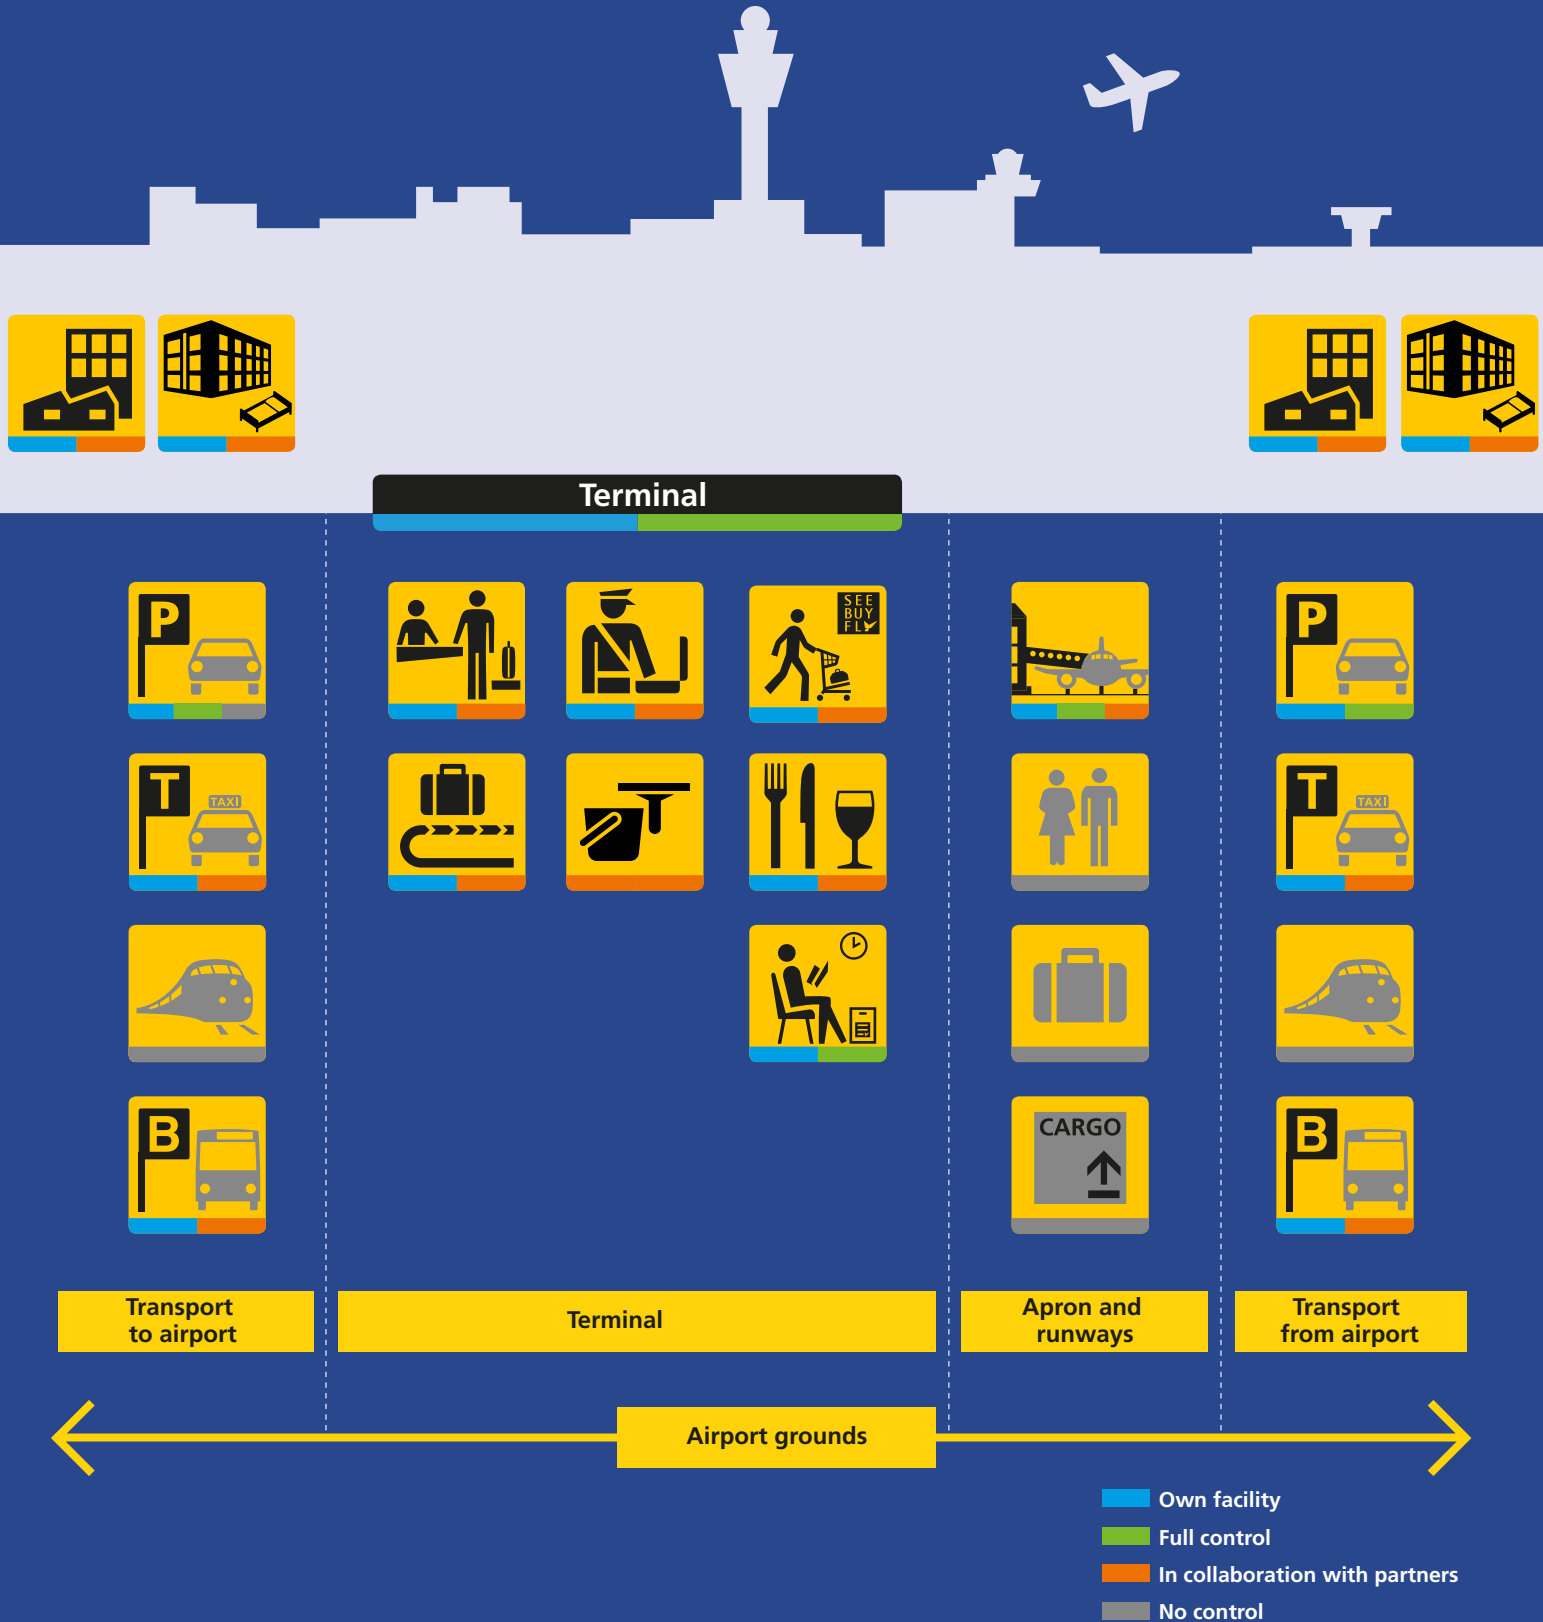 Terminal
P
SEE
BUY
FLY
P
T
TAXI
T
TAXI
B
CARGO
B
Transport
to airport
Terminal
Apron and
runways
Transport
from airport
Airport grounds
Own facility
Full control
In collaboration with partners
No control